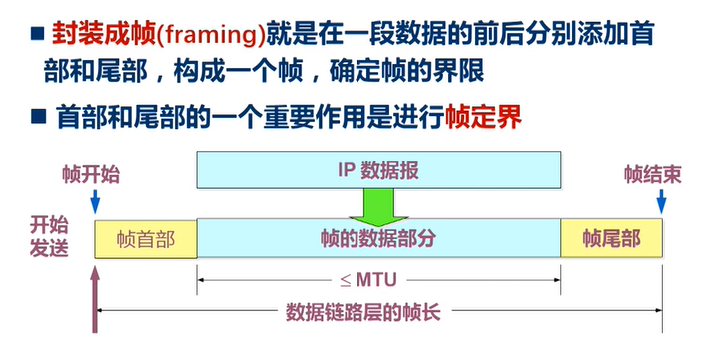 ■ 封装成帧(framing)就是在一段数据的前后分别添加首
部和尾部，构成一个帧，确定帧的界限
■ 首部和尾部的一个重要作用是进行帧定界
IP 数据报
帧开始
帧结束
开始
发送
帧首部
帧的数据部分
帧尾部
≤ MTU
数据链路层的帧长